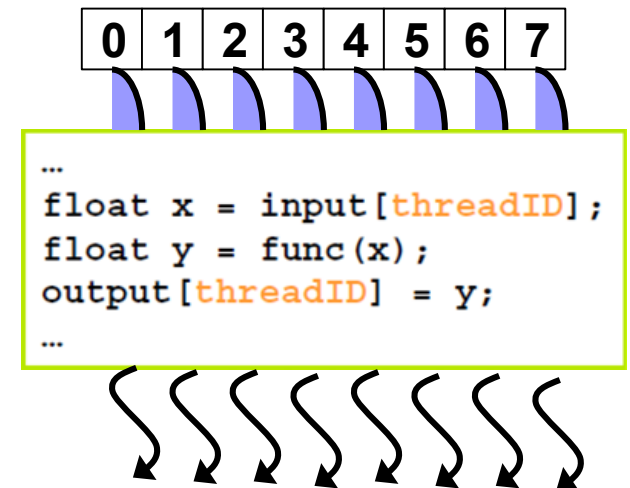 0 1 2 3 4 5 6 7
...
float x = input[threadID];
float y = func(x);
output[threadID] = y;
...